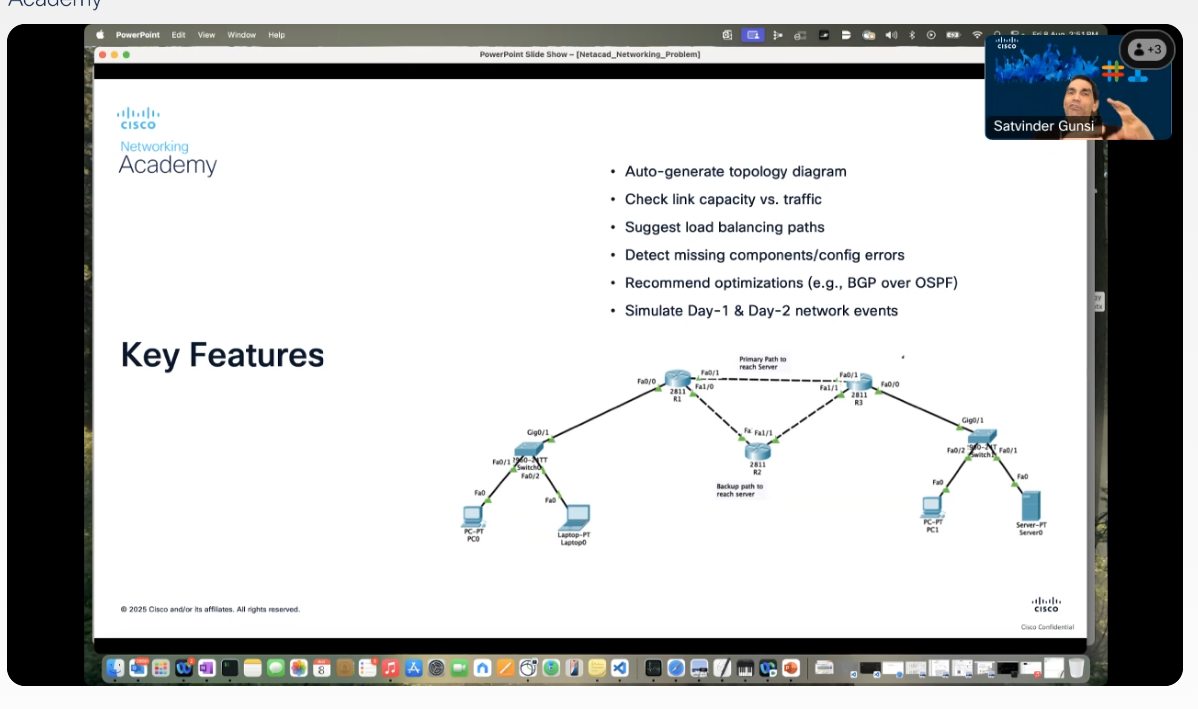 Academy
PowerPoint Edit View Window Help
PowerPoint Slide Show – [Netacad_Networking_Problem]
+3
CISCO
Satvinder Gunsi
CISCO
Networking
Academy
• Auto-generate topology diagram
• Check link capacity vs. traffic
• Suggest load balancing paths
• Detect missing components/config errors
• Recommend optimizations (e.g., BGP over OSPF)
• Simulate Day-1 & Day-2 network events
Key Features
Primary Path to
reach Server
Fa0/0
Fa0/1
Fa1/0
2811
R1
Fa0/1
Fa1/1
Fa0/0
2811
R3
Fa Fa1/1
2811
R2
Backup path to
reach server
Gig0/1
Fa0/1
Switch0
Fa0/2
Fa0
Fa0
PC-PT
PC0
Laptop-PT
Laptop0
Gig0/1
Fa0/2
Fa0/1
Fa0
Fa0
PC-PT
PC1
Server-PT
Server0
© 2025 Cisco and/or its affiliates. All rights reserved.
CISCO
Cisco Confidential
8